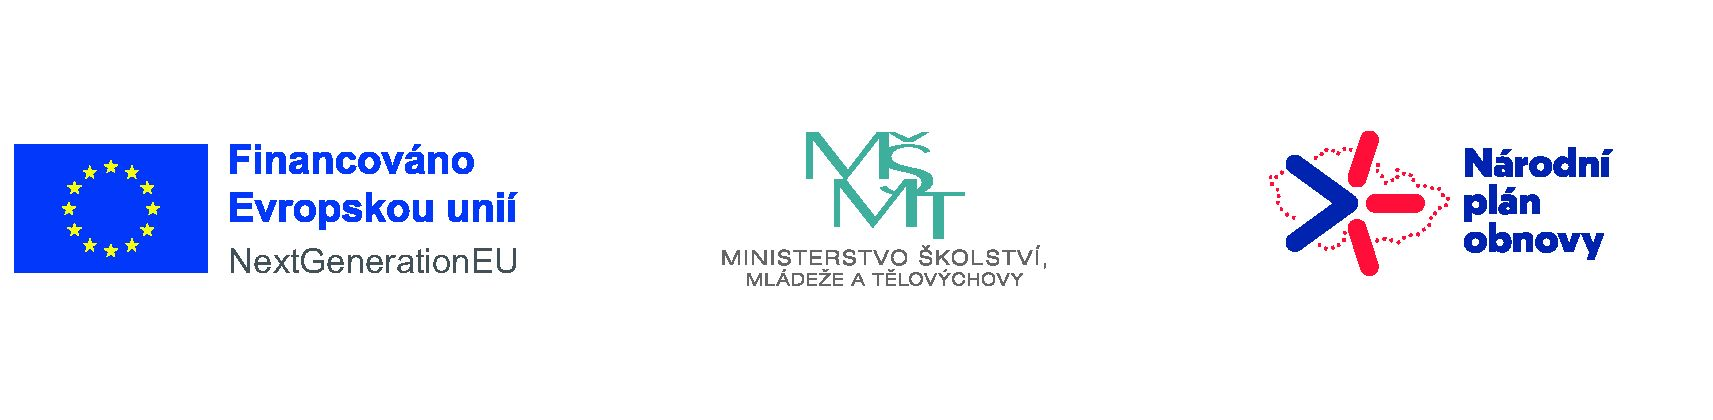 Financováno
Evropskou unií
NextGenerationEU
MŠ
MT
MINISTERSTVO ŠKOLSTVÍ,
MLÁDEŽE A TĚLOVÝCHOVY
Národní
plán
obnovy